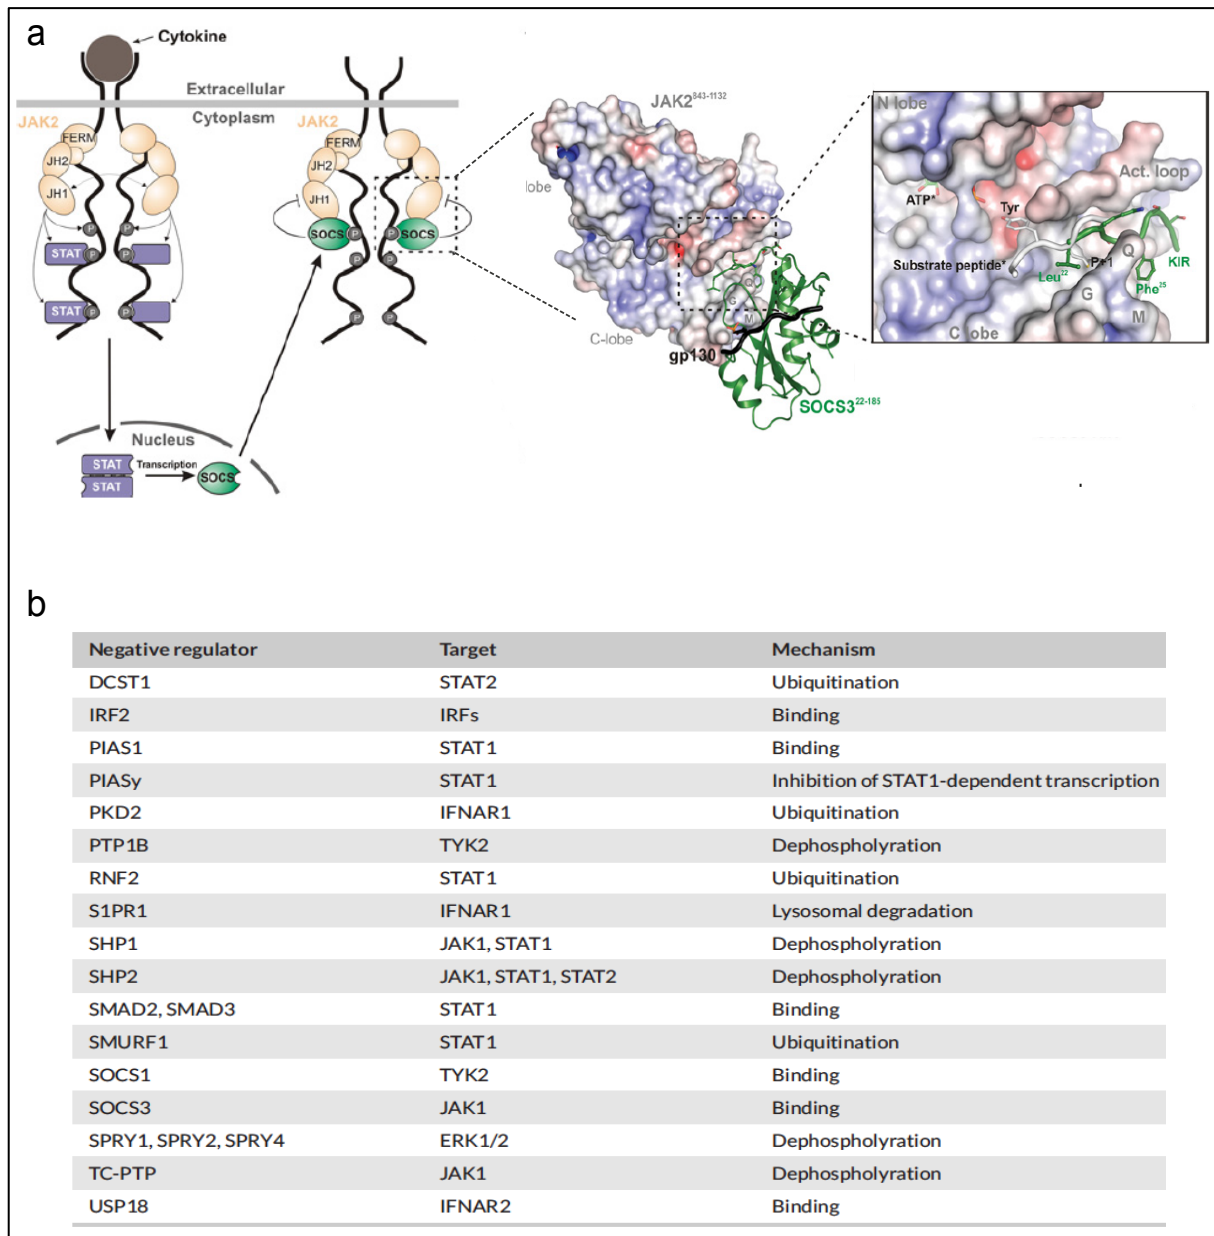 a
Cytokine
Extracellular
Cytoplasm
JAK2
JAK2
FERM
JH2
JH1
P
P
STAT
P
P
STAT
P
P
FERM
JH2
JH1
SOCS
P
P
SOCS
P
P
P
P
Nucleus
STAT
STAT
Transcription
SOCS
JAK2843-1132
lobe
C-lobe
Q
G
M
gp130
SOCS322-185
N lobe
Act. loop
ATP*
Tyr
Substrate peptide*
Leu22
P+1
Q
KIR
Phe25
G
M
C lobe
b
Negative regulator Target Mechanism
DCST1 STAT2 Ubiquitination
IRF2 IRFs Binding
PIAS1 STAT1 Binding
PIASy STAT1 Inhibition of STAT1-dependent transcription
PKD2 IFNAR1 Ubiquitination
PTP1B TYK2 Dephospholyration
RNF2 STAT1 Ubiquitination
S1PR1 IFNAR1 Lysosomal degradation
SHP1 JAK1, STAT1 Dephospholyration
SHP2 JAK1, STAT1, STAT2 Dephospholyration
SMAD2, SMAD3 STAT1 Binding
SMURF1 STAT1 Ubiquitination
SOCS1 TYK2 Binding
SOCS3 JAK1 Binding
SPRY1, SPRY2, SPRY4 ERK1/2 Dephospholyration
TC-PTP JAK1 Dephospholyration
USP18 IFNAR2 Binding